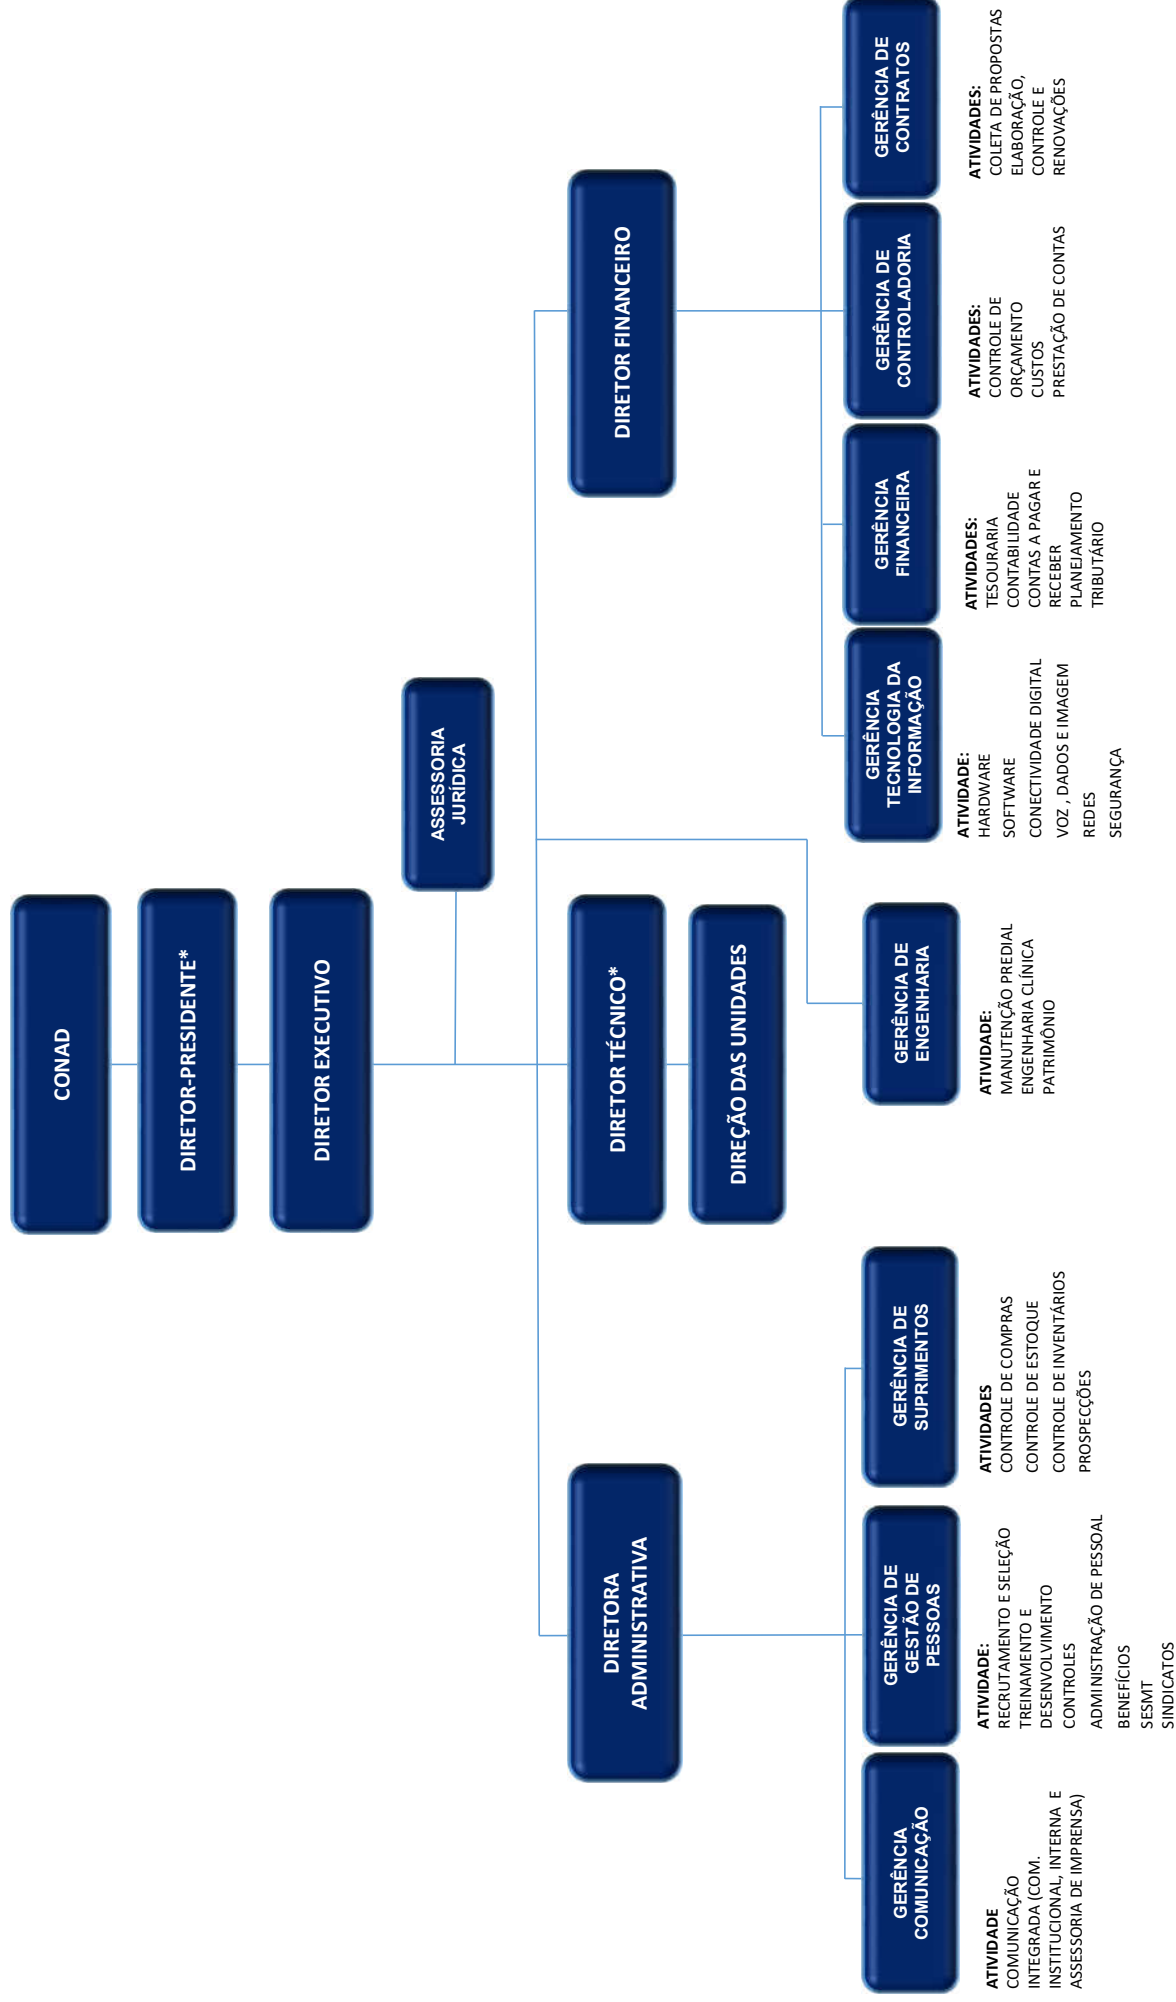 CONAD
DIRETOR-PRESIDENTE*
DIRETOR EXECUTIVO
ASSESSORIA
JURÍDICA
DIRETORA
ADMINISTRATIVA
DIRETOR TÉCNICO*
DIRETOR FINANCEIRO
DIREÇÃO DAS UNIDADES
GERÊNCIA
COMUNICAÇÃO
ATIVIDADE
COMUNICAÇÃO
INTEGRADA (COM.
INSTITUCIONAL, INTERNA E
ASSESSORIA DE IMPRENSA)
GERÊNCIA DE
GESTÃO DE
PESSOAS
ATIVIDADE:
RECRUTAMENTO E SELEÇÃO
TREINAMENTO E
DESENVOLVIMENTO
CONTROLES
ADMINISTRAÇÃO DE PESSOAL
BENEFÍCIOS
SESMT
SINDICATOS
GERÊNCIA DE
SUPRIMENTOS
ATIVIDADES
CONTROLE DE COMPRAS
CONTROLE DE ESTOQUE
CONTROLE DE INVENTÁRIOS
PROSPECÇÕES
GERÊNCIA DE
ENGENHARIA
ATIVIDADE:
MANUTENÇÃO PREDIAL
ENGENHARIA CLÍNICA
PATRIMÔNIO
GERÊNCIA
TECNOLOGIA DA
INFORMAÇÃO
ATIVIDADE:
HARDWARE
SOFTWARE
CONECTIVIDADE DIGITAL
VOZ , DADOS E IMAGEM
REDES
SEGURANÇA
GERÊNCIA
FINANCEIRA
ATIVIDADES:
TESOURARIA
CONTABILIDADE
CONTAS A PAGAR E
RECEBER
PLANEJAMENTO
TRIBUTÁRIO
GERÊNCIA DE
CONTROLADORIA
ATIVIDADES:
CONTROLE DE
ORÇAMENTO
CUSTOS
PRESTAÇÃO DE CONTAS
GERÊNCIA DE
CONTRATOS
ATIVIDADES:
COLETA DE PROPOSTAS
ELABORAÇÃO,
CONTROLE E
RENOVAÇÕES